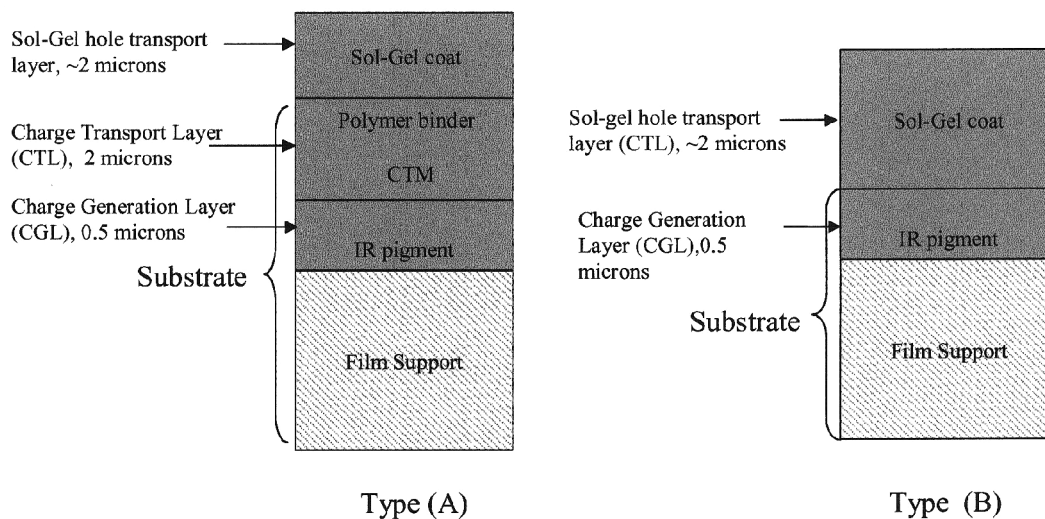 Sol-Gel hole transport
layer, ~2 microns
Sol-Gel coat
Charge Transport Layer
(CTL), 2 microns
Polymer binder
CTM
Charge Generation Layer
(CGL), 0.5 microns
IR pigment
Substrate
Film Support
Type (A)
Sol-gel hole transport
layer (CTL), ~2 microns
Sol-Gel coat
Charge Generation
Layer (CGL),0.5
microns
IR pigment
Substrate
Film Support
Type (B)